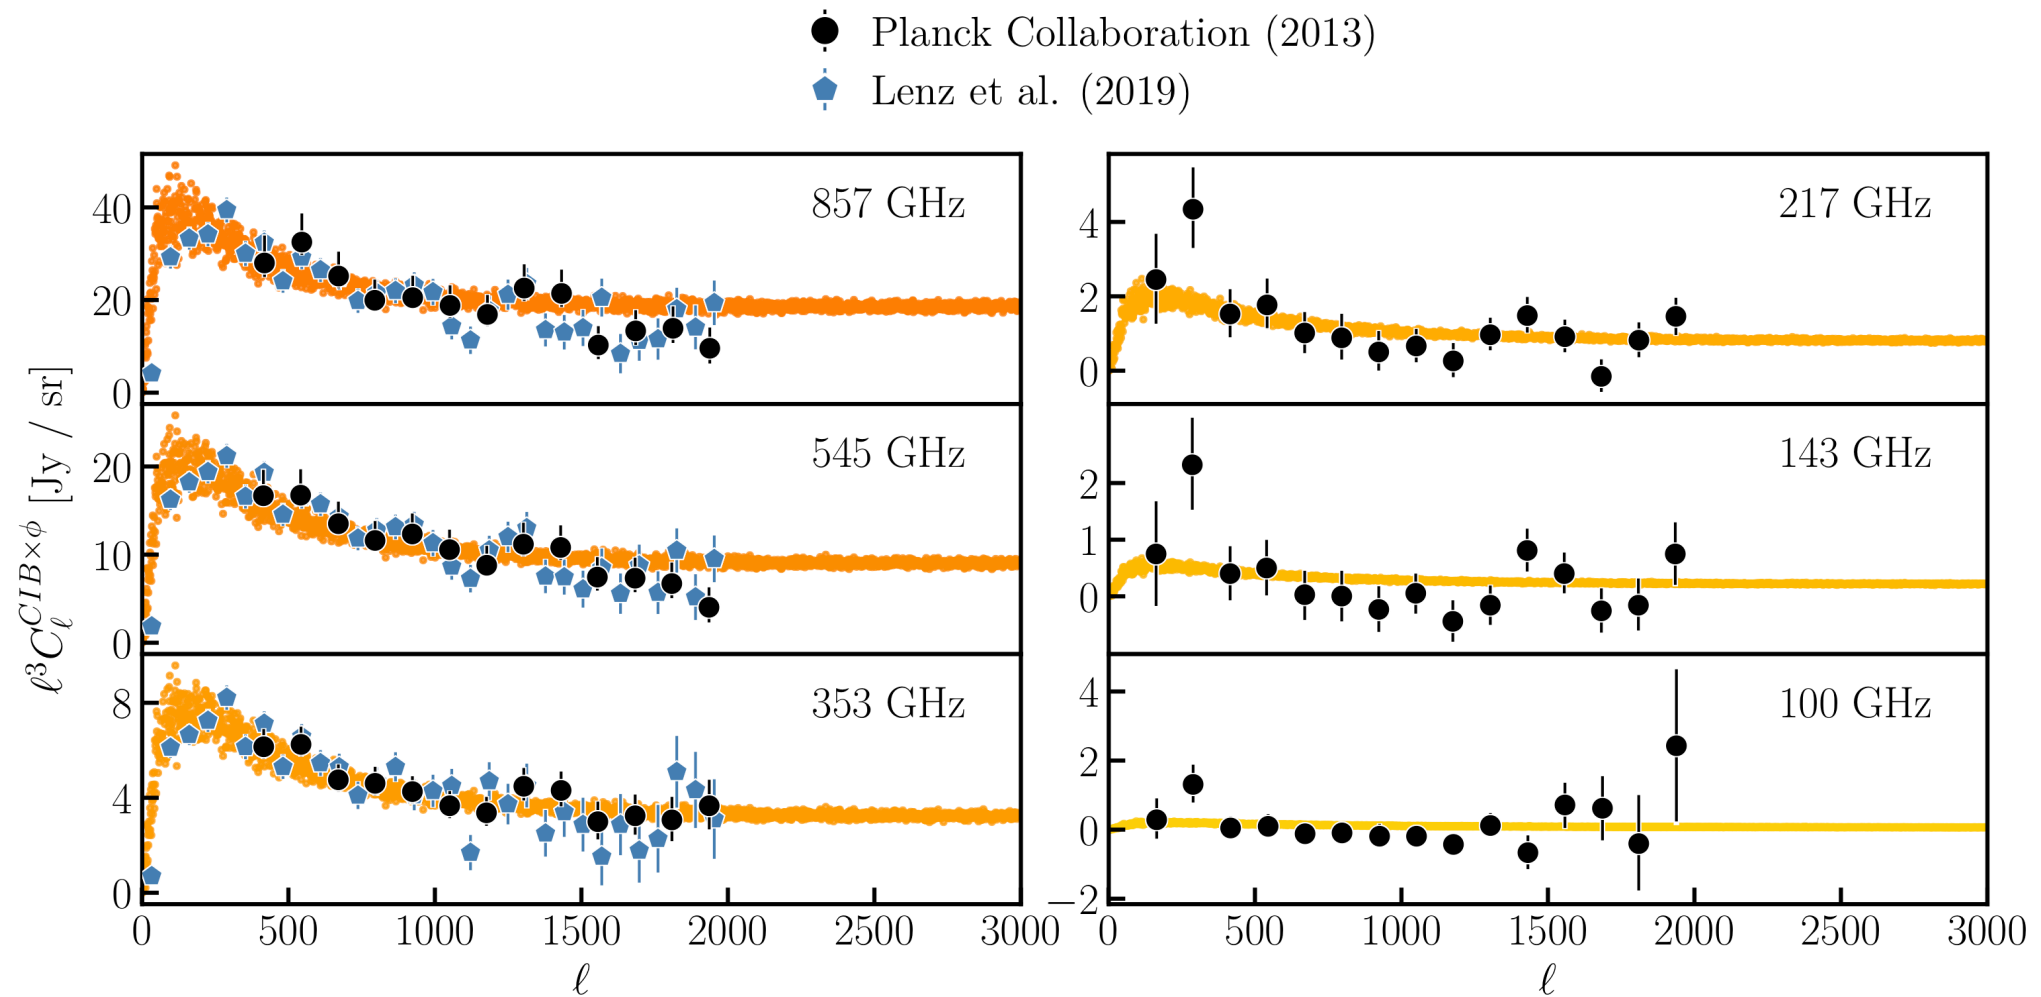 Planck Collaboration (2013)
Lenz et al. (2019)
ℓ³C_ℓ^{CIB×ϕ} [Jy / sr]
857 GHz
40
20
0
545 GHz
20
10
0
353 GHz
8
4
0
0 500 1000 1500 2000 2500 3000
ℓ
217 GHz
4
2
0
143 GHz
2
1
0
100 GHz
4
2
0
−2
0 500 1000 1500 2000 2500 3000
ℓ